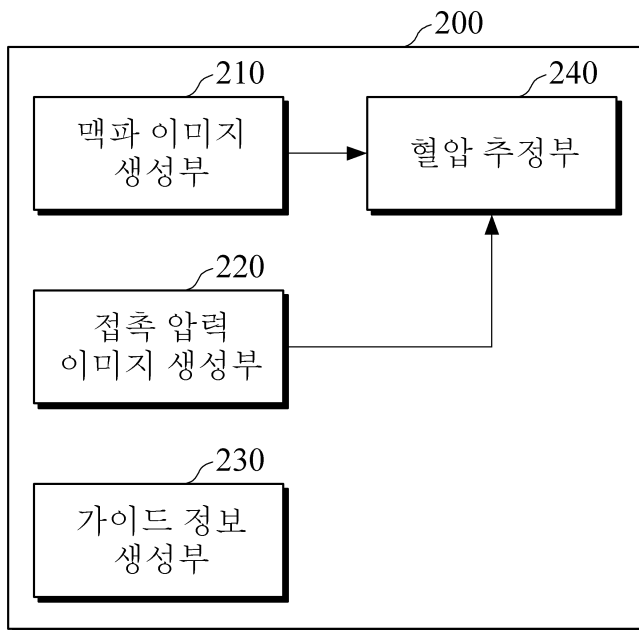 200
210
맥파 이미지
생성부
240
혈압 추정부
220
접촉 압력
이미지 생성부
230
가이드 정보
생성부